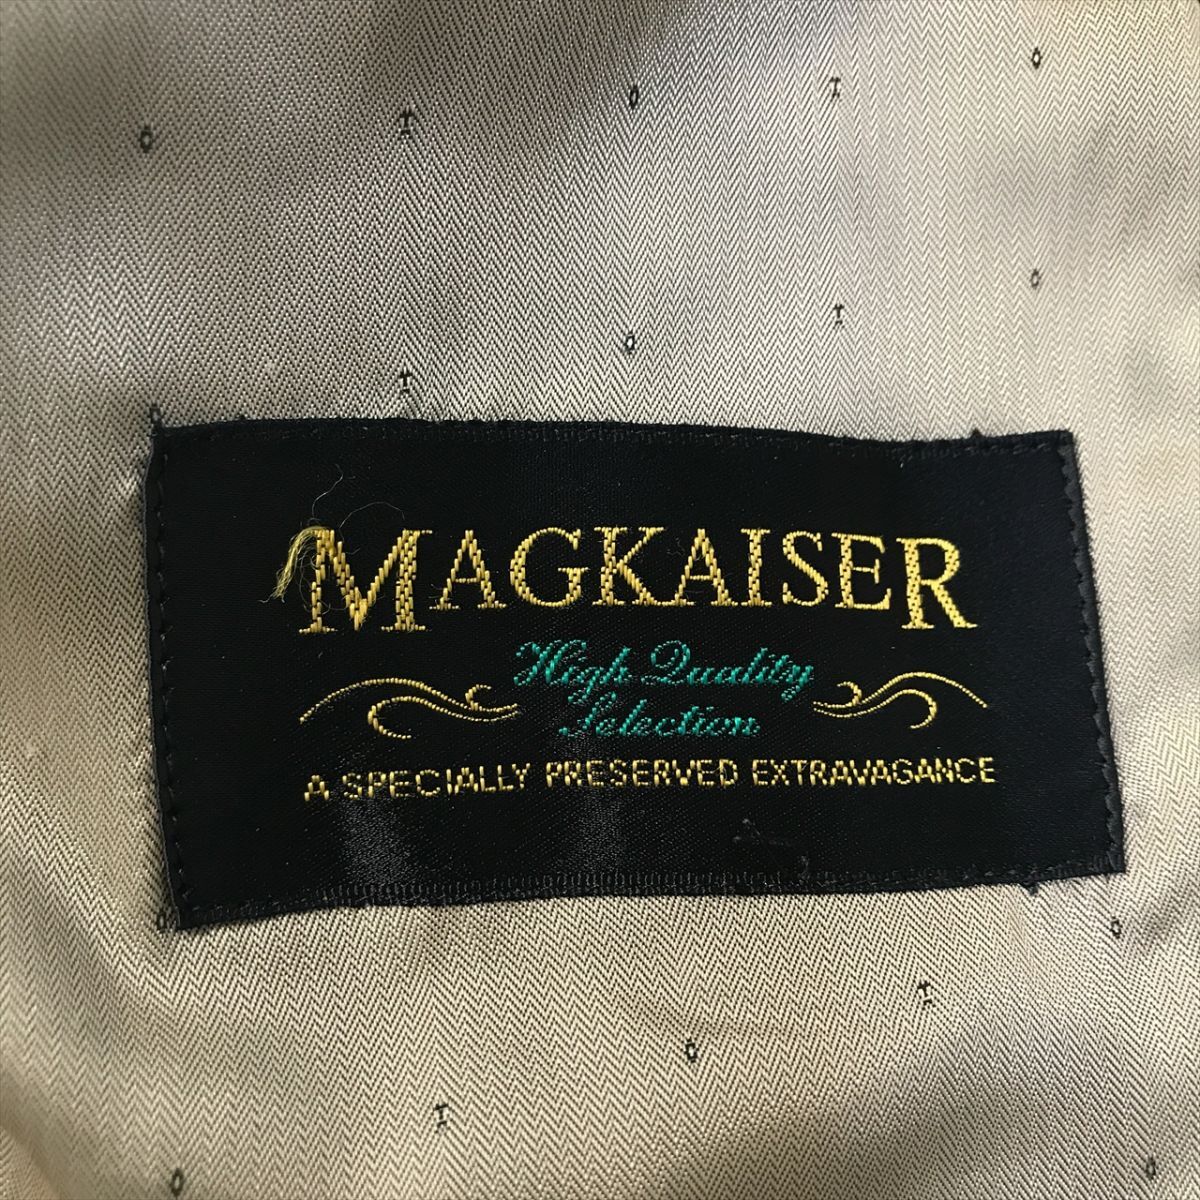 MAGKAISER
High Quality
Selection
A SPECIALLY PRESERVED EXTRAVAGANCE